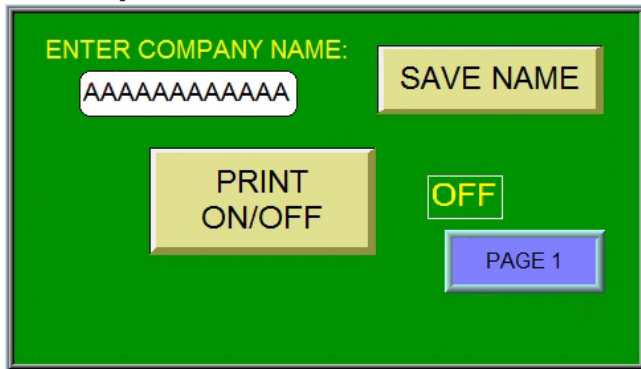 ENTER COMPANY NAME:
AAAAAAAAAAAA
SAVE NAME
PRINT
ON/OFF
OFF
PAGE 1